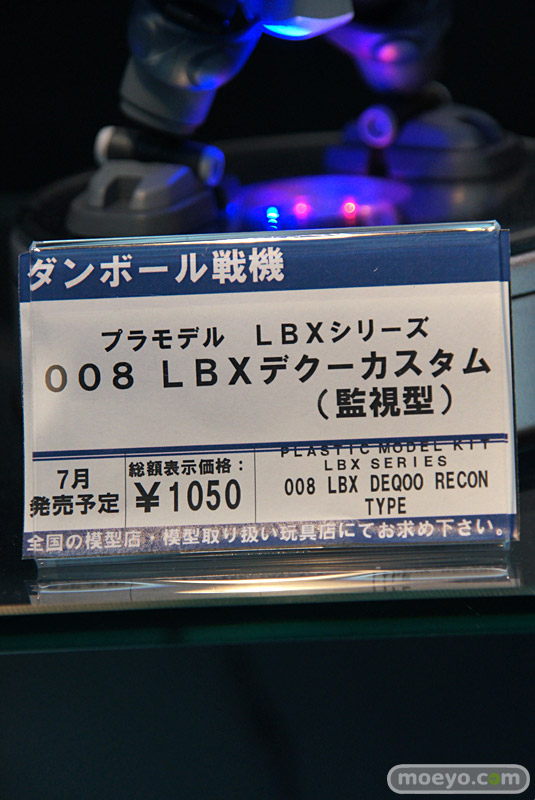 ダンボール戦機
プラモデル　ＬＢＸシリーズ
００８ ＬＢＸデクーカスタム
（監視型）
7月
発売予定
総額表示価格：
￥1050
PLASTIC MODEL KIT
LBX SERIES
008 LBX DEQOO RECON
TYPE
全国の模型店・模型取り扱い玩具店にてお求め下さい。
moeyo.com